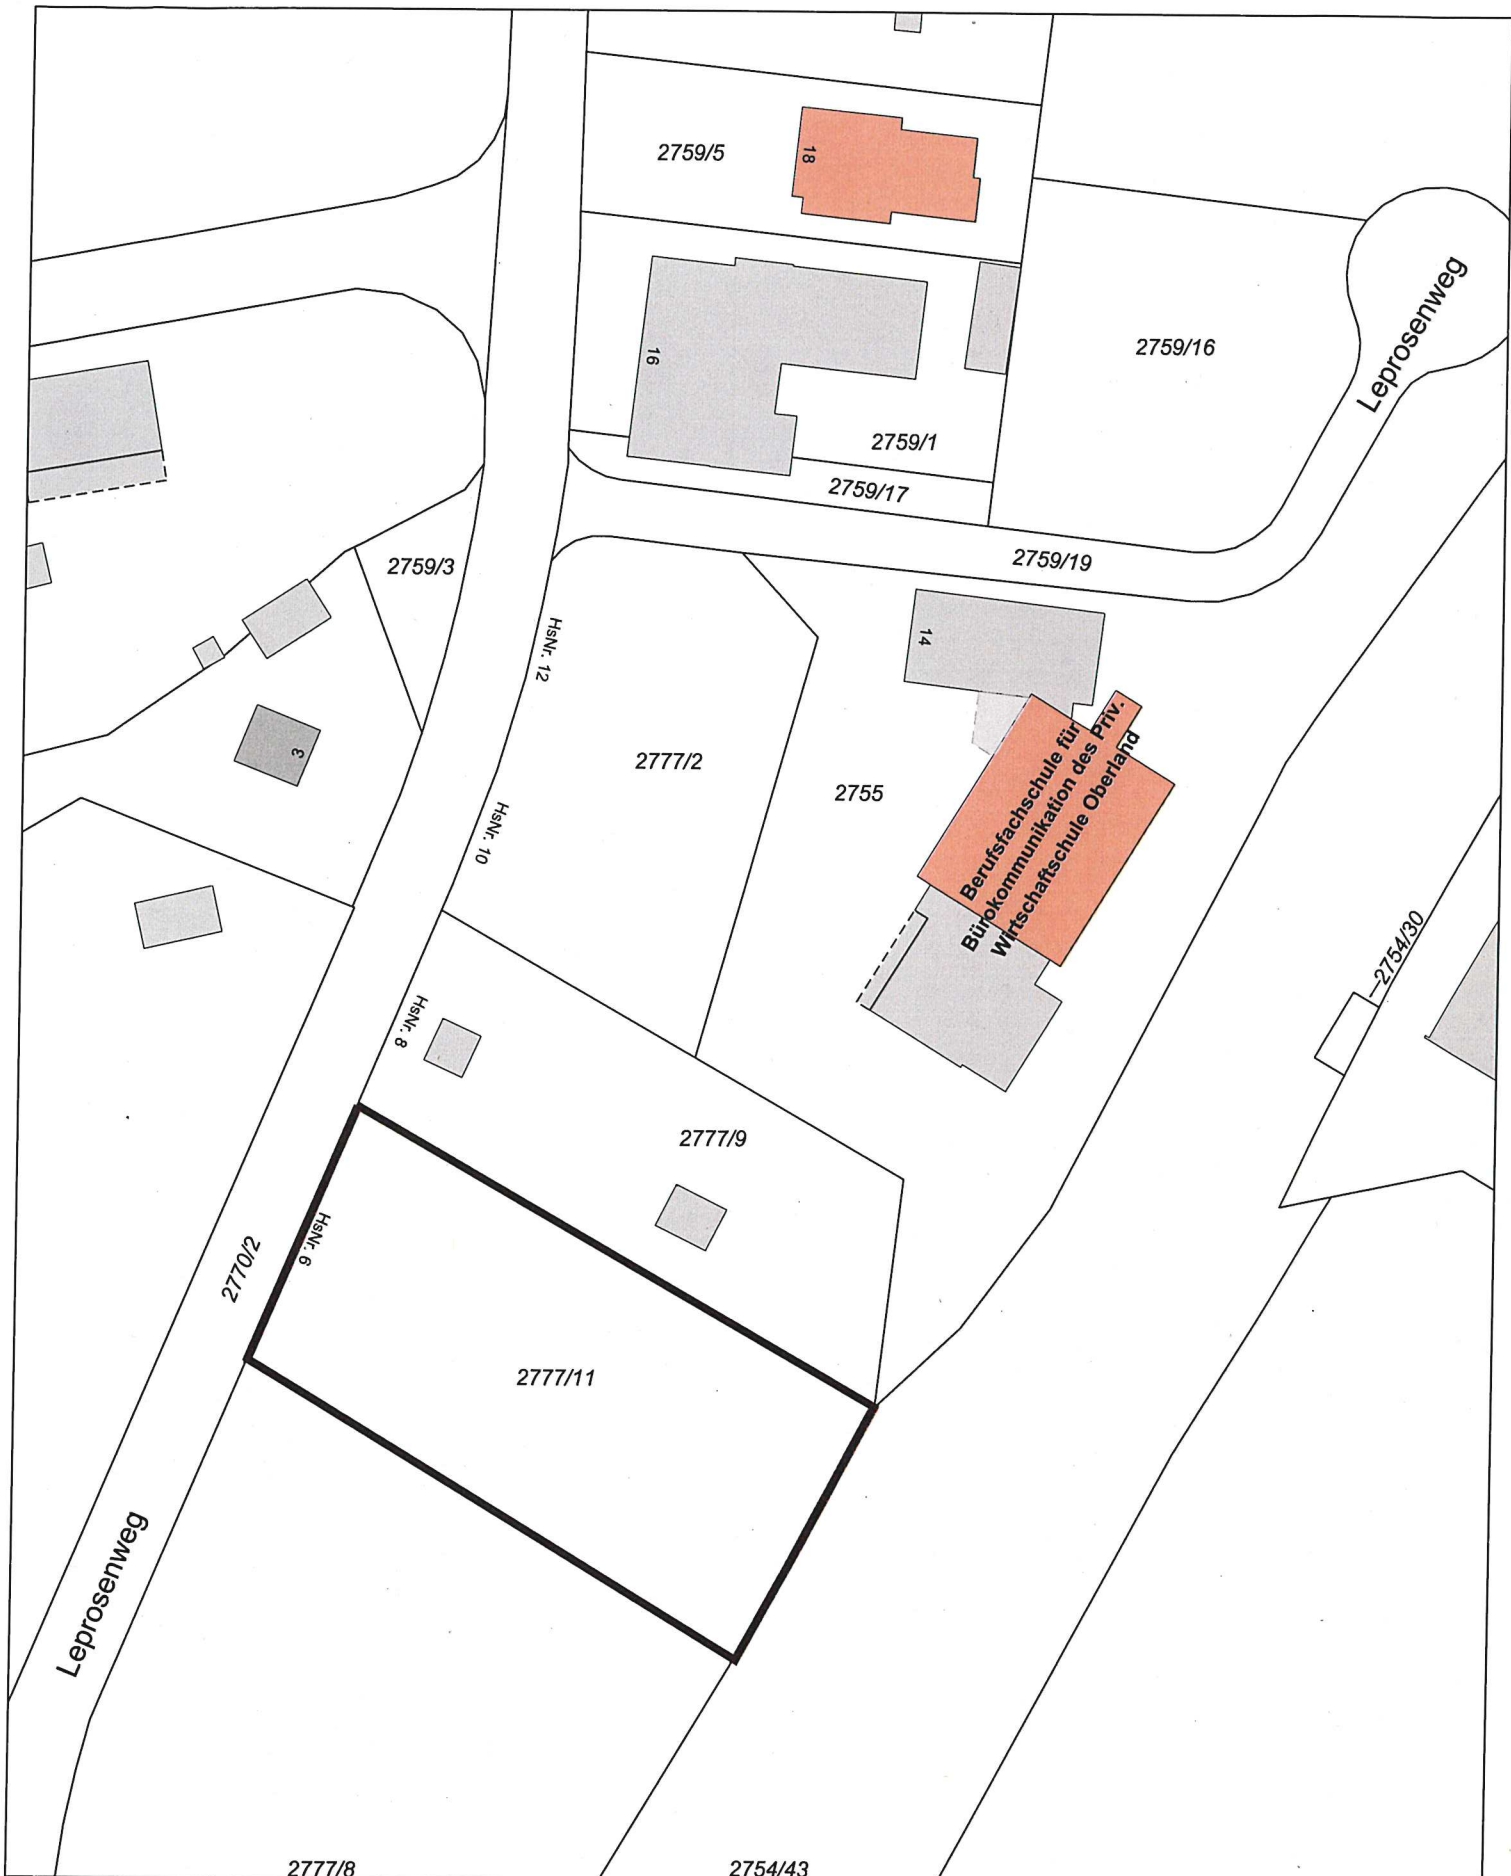 2759/5
18
Leprosenweg
16
2759/16
2759/1
2759/17
2759/3
2759/19
HsNr. 12
14
2777/2
2755
3
Berufsfachschule für
Bürokommunikation des Priv.
Wirtschaftschule Oberland
HsNr. 10
2754/30
HsNr. 8
2777/9
HsNr. 6
2770/2
2777/11
Leprosenweg
2777/8
2754/43